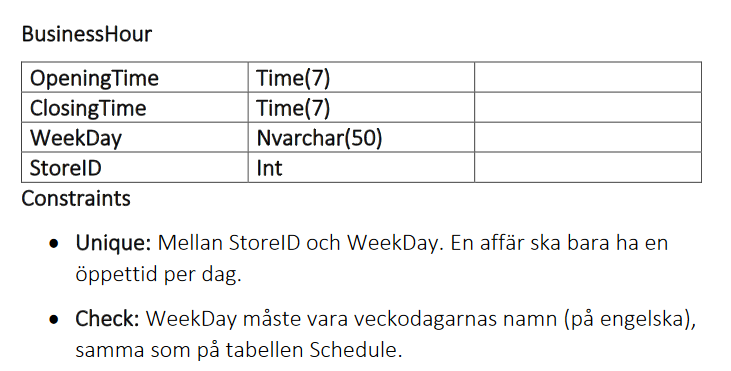 BusinessHour
OpeningTime Time(7)
ClosingTime Time(7)
WeekDay Nvarchar(50)
StoreID Int
Constraints
• Unique: Mellan StoreID och WeekDay. En affär ska bara ha en
öppettid per dag.
• Check: WeekDay måste vara veckodagarnas namn (på engelska),
samma som på tabellen Schedule.